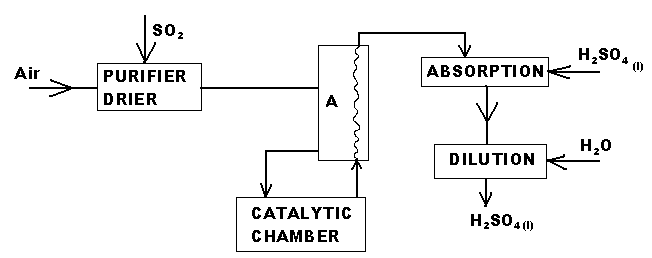 SO₂
Air
PURIFIER
DRIER
A
CATALYTIC
CHAMBER
ABSORPTION
H₂SO₄ (l)
DILUTION
H₂O
H₂SO₄(l)